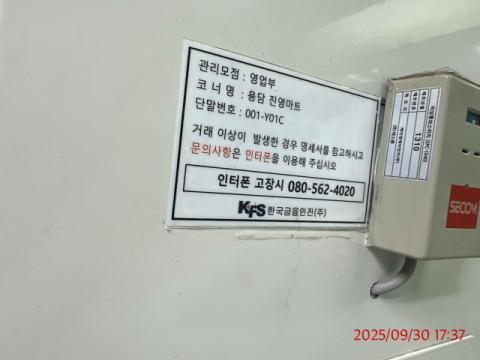 관리모점 : 영업부
코 너 명 : 용담 진영마트
단말번호 : 001-Y01C
거래 이상이 발생한 경우 명세서를 참고하시고
문의사항은 인터폰을 이용해 주십시오
인터폰 고장시 080-562-4020
KFS 한국금융안전(주)
1310
SECOM
2025/09/30 17:37